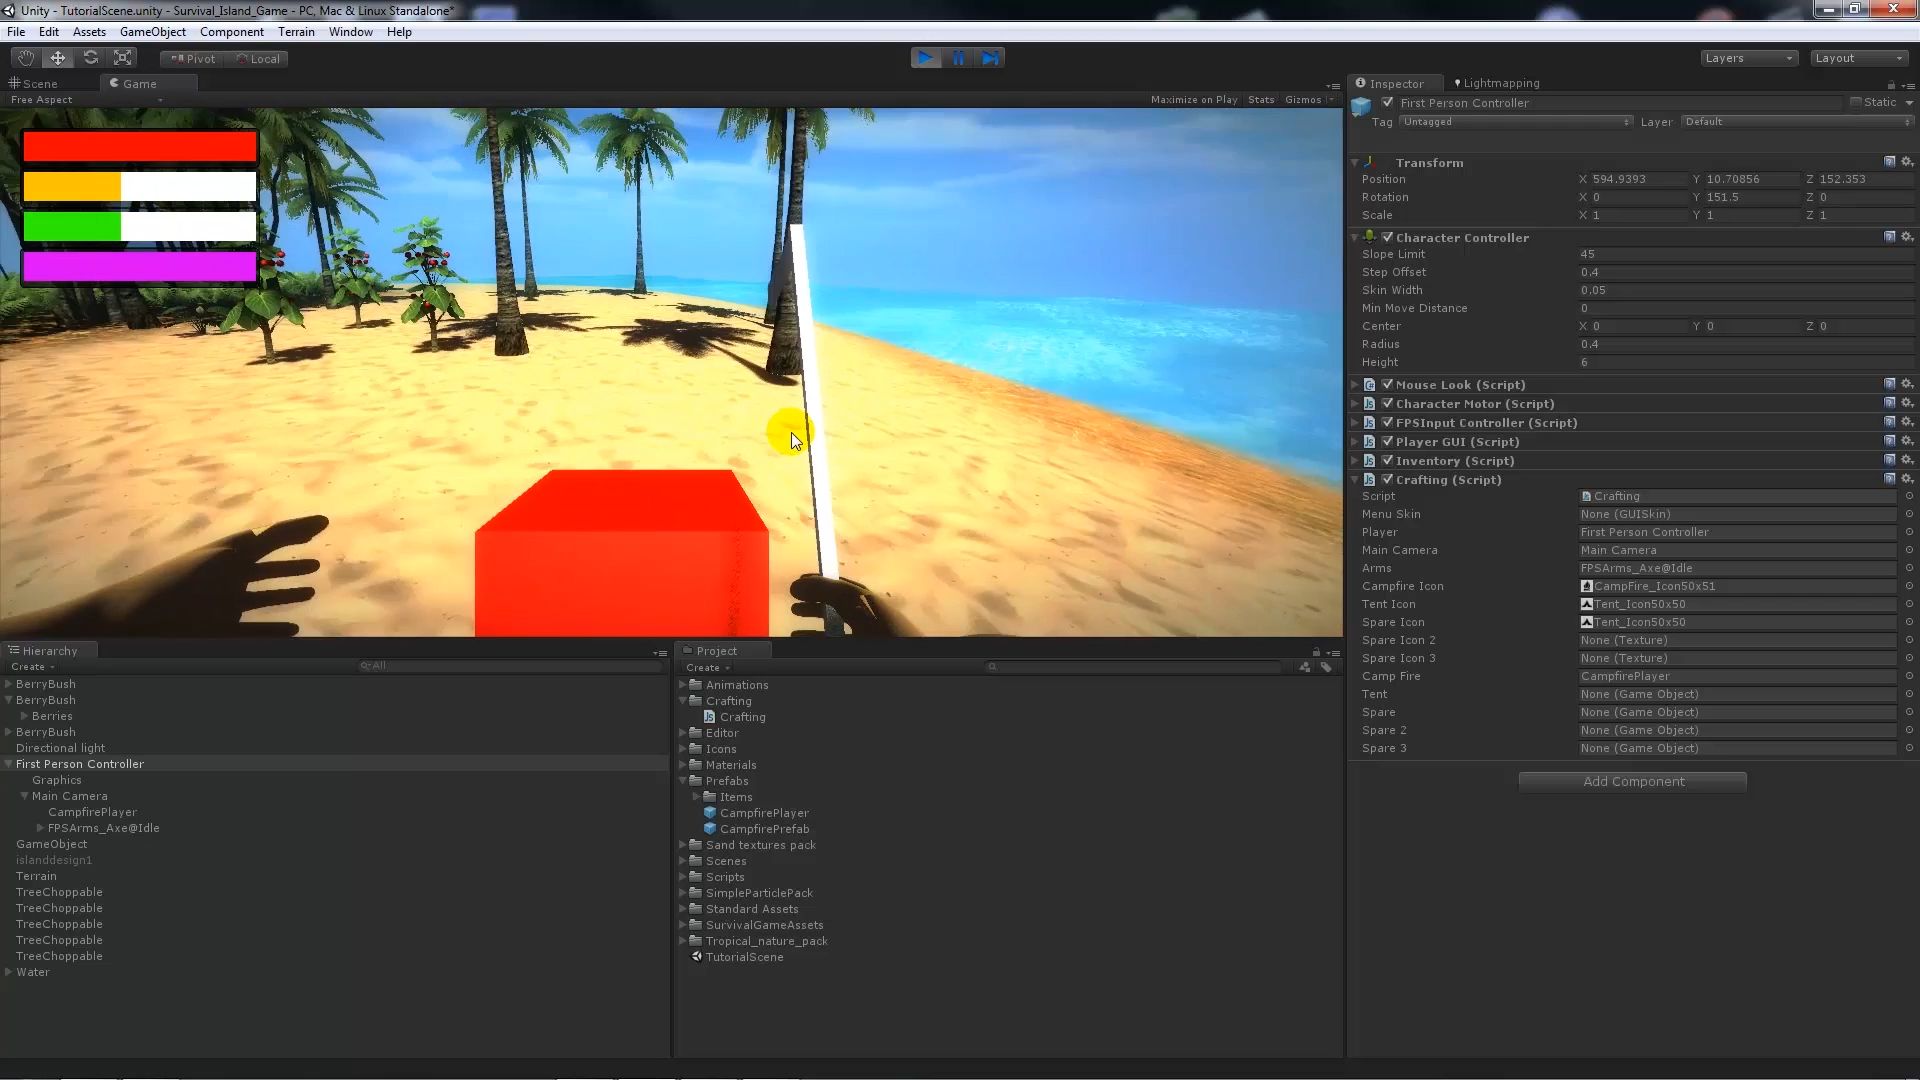 Unity - TutorialScene.unity - Survival_Island_Game - PC, Mac & Linux Standalone*
File Edit Assets GameObject Component Terrain Window Help
Pivot Local Layers Layout
Scene Game
Free Aspect Maximize on Play Stats Gizmos
Inspector Lightmapping
First Person Controller Static
Tag Untagged Layer Default
Transform
Position X 594.9393 Y 10.70856 Z 152.353
Rotation X 0 Y 151.5 Z 0
Scale X 1 Y 1 Z 1
Character Controller
Slope Limit 45
Step Offset 0.4
Skin Width 0.05
Min Move Distance 0
Center X 0 Y 0 Z 0
Radius 0.4
Height 6
Mouse Look (Script)
Character Motor (Script)
FPSInput Controller (Script)
Player GUI (Script)
Inventory (Script)
Crafting (Script)
Script Crafting
Menu Skin None (GUISkin)
Player First Person Controller
Main Camera Main Camera
Arms FPSArms_Axe@Idle
Campfire Icon CampFire_Icon50x51
Tent Icon Tent_Icon50x50
Spare Icon Tent_Icon50x50
Spare Icon 2 None (Texture)
Spare Icon 3 None (Texture)
Camp Fire CampfirePlayer
Tent None (Game Object)
Spare None (Game Object)
Spare 2 None (Game Object)
Spare 3 None (Game Object)
Add Component
Hierarchy
Create All
BerryBush
BerryBush
Berries
BerryBush
Directional light
First Person Controller
Graphics
Main Camera
CampfirePlayer
FPSArms_Axe@Idle
GameObject
islanddesign1
Terrain
TreeChoppable
TreeChoppable
TreeChoppable
TreeChoppable
TreeChoppable
Water
Project
Create
Animations
Crafting
Crafting
Editor
Icons
Materials
Prefabs
Items
CampfirePlayer
CampfirePrefab
Sand textures pack
Scenes
Scripts
SimpleParticlePack
Standard Assets
SurvivalGameAssets
Tropical_nature_pack
TutorialScene